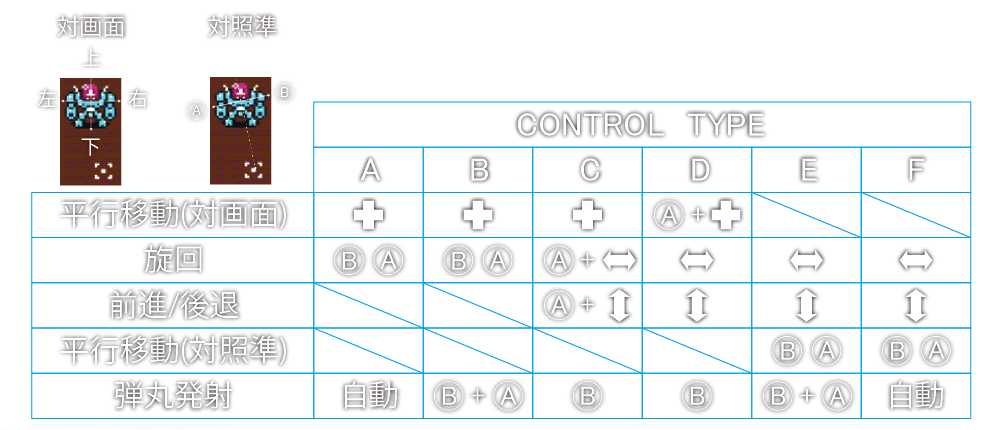 対画面
対照準
上
左
右
下
A
B
CONTROL TYPE
A B C D E F
平行移動(対画面) A+
旋回 B A B A A+
前進/後退 A+
平行移動(対照準) B A B A
弾丸発射 自動 B+A B B B+A 自動